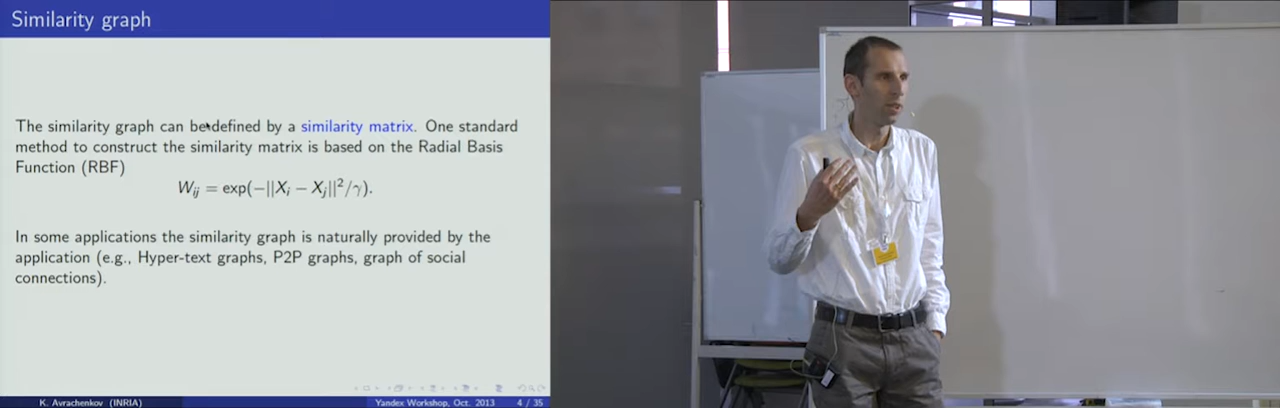 Similarity graph
The similarity graph can be defined by a similarity matrix. One standard
method to construct the similarity matrix is based on the Radial Basis
Function (RBF)
W_{ij} = exp(−||X_i − X_j||²/γ).
In some applications the similarity graph is naturally provided by the
application (e.g., Hyper-text graphs, P2P graphs, graph of social
connections).
K. Avrachenkov (INRIA) Yandex Workshop, Oct. 2013 4 / 35